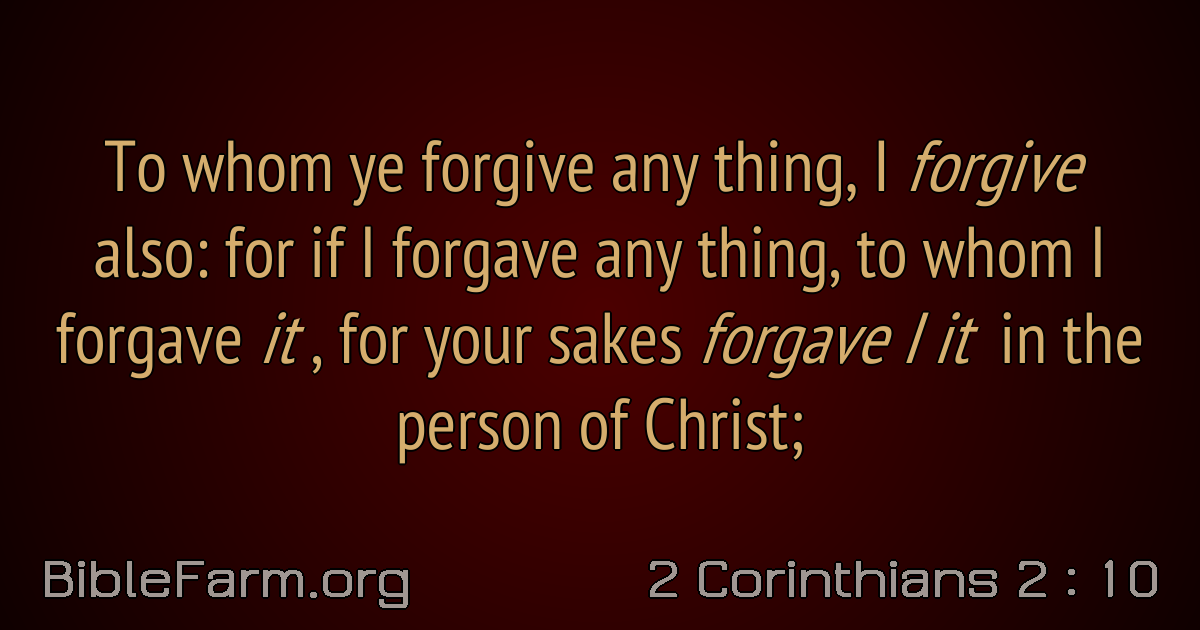 To whom ye forgive any thing, I forgive
also: for if I forgave any thing, to whom I
forgave it , for your sakes forgave I it in the
person of Christ;
BibleFarm.org
2 Corinthians 2 : 10